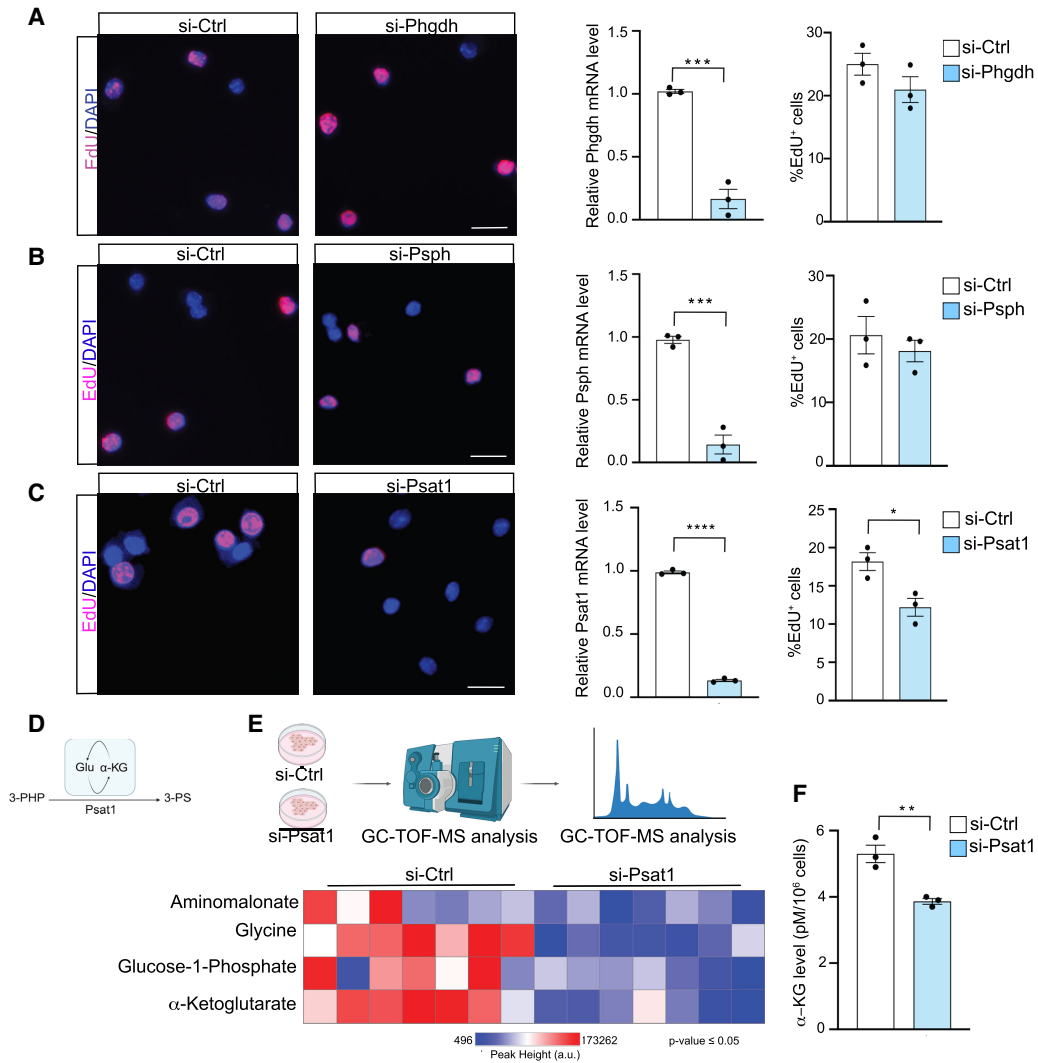 A
si-Ctrl
si-Phgdh
EdU/DAPI
Relative Phgdh mRNA level
1.5
1.0
0.5
0.0
***
%EdU⁺ cells
30
20
10
0
si-Ctrl
si-Phgdh
B
si-Ctrl
si-Psph
EdU/DAPI
Relative Psph mRNA level
1.5
1.0
0.5
0.0
***
%EdU⁺ cells
30
20
10
0
si-Ctrl
si-Psph
C
si-Ctrl
si-Psat1
EdU/DAPI
Relative Psat1 mRNA level
1.5
1.0
0.5
0.0
****
%EdU⁺ cells
25
20
15
10
5
0
*
si-Ctrl
si-Psat1
D
Glu α-KG
3-PHP
3-PS
Psat1
E
si-Ctrl
si-Psat1
GC-TOF-MS analysis
GC-TOF-MS analysis
si-Ctrl
si-Psat1
Aminomalonate
Glycine
Glucose-1-Phosphate
α-Ketoglutarate
496
173262
Peak Height (a.u.)
p-value ≤ 0.05
F
α–KG level (pM/10⁶ cells)
6
4
2
0
**
si-Ctrl
si-Psat1